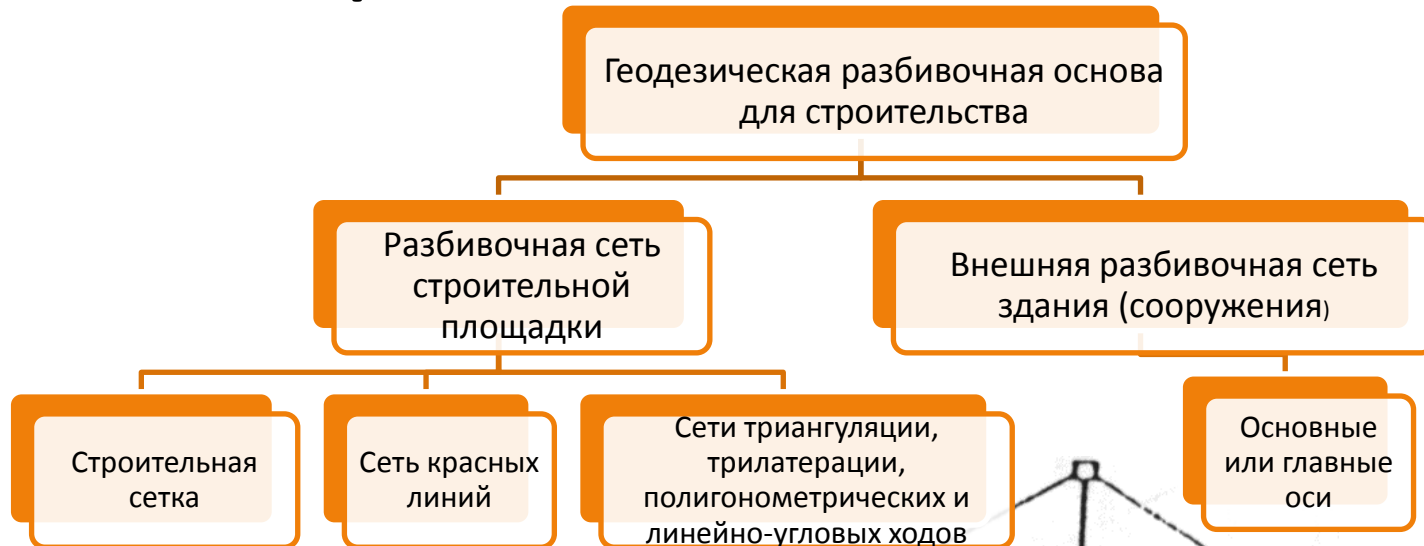 Геодезическая разбивочная основа
для строительства
Разбивочная сеть
строительной
площадки
Внешняя разбивочная сеть
здания (сооружения)
Строительная
сетка
Сеть красных
линий
Сети триангуляции,
трилатерации,
полигонометрических и
линейно-угловых ходов
Основные
или главные
оси